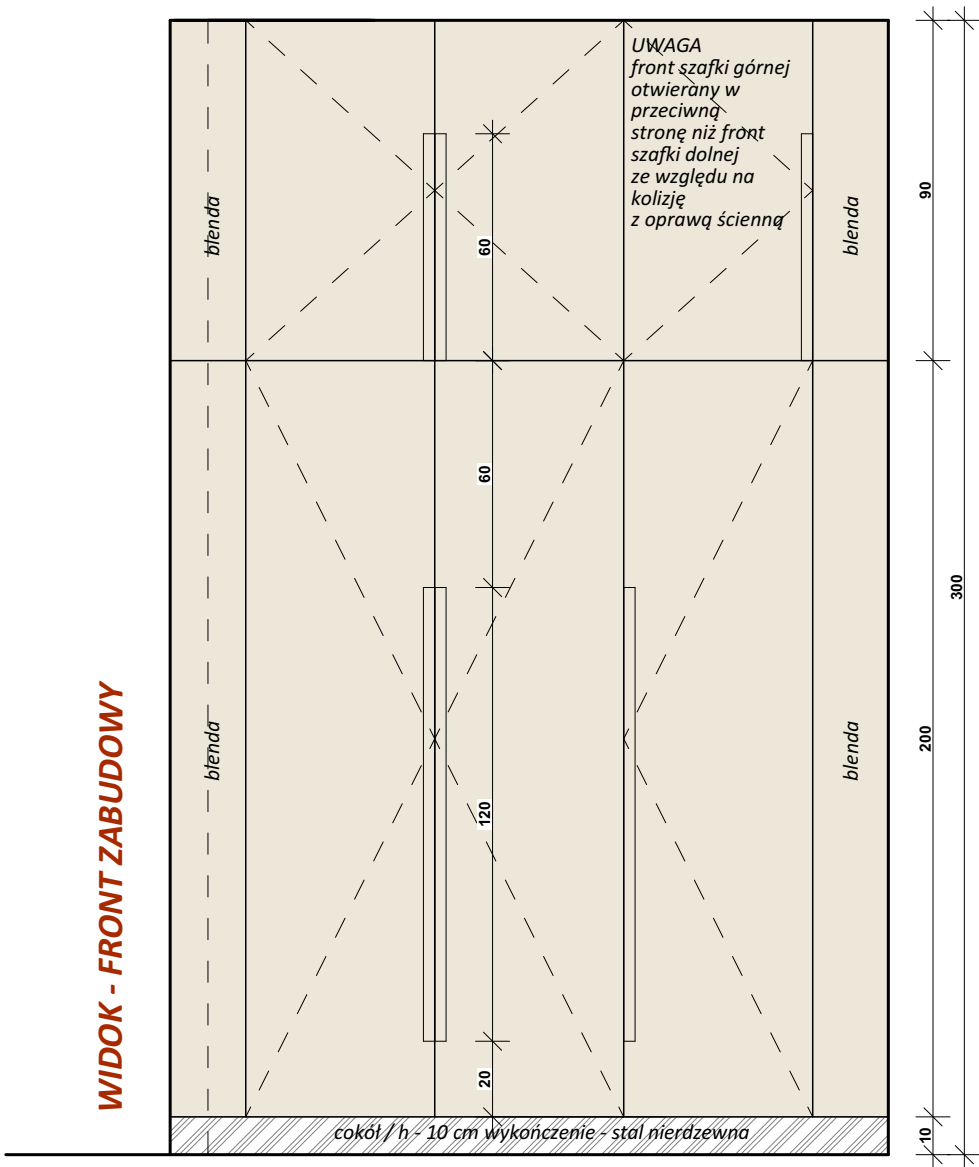 WIDOK - FRONT ZABUDOWY
UWAGA
front szafki górnej
otwierany w
przeciwną
stronę niż front
szafki dolnej
ze względu na
kolizję
z oprawą ścienną
blenda
blenda
60
90
60
300
blenda
blenda
200
120
20
cokół / h - 10 cm wykończenie - stal nierdzewna
10